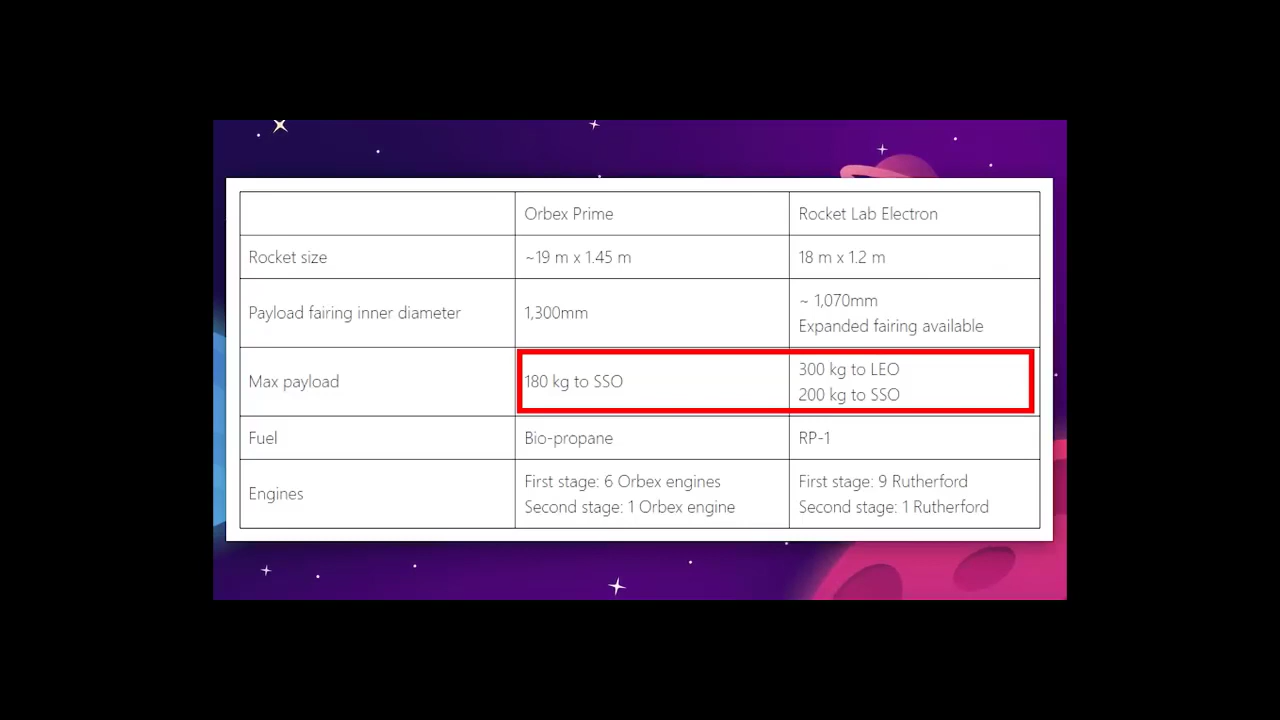 Orbex Prime
Rocket Lab Electron
Rocket size
~19 m x 1.45 m
18 m x 1.2 m
Payload fairing inner diameter
1,300mm
~ 1,070mm
Expanded fairing available
Max payload
180 kg to SSO
300 kg to LEO
200 kg to SSO
Fuel
Bio-propane
RP-1
Engines
First stage: 6 Orbex engines
Second stage: 1 Orbex engine
First stage: 9 Rutherford
Second stage: 1 Rutherford